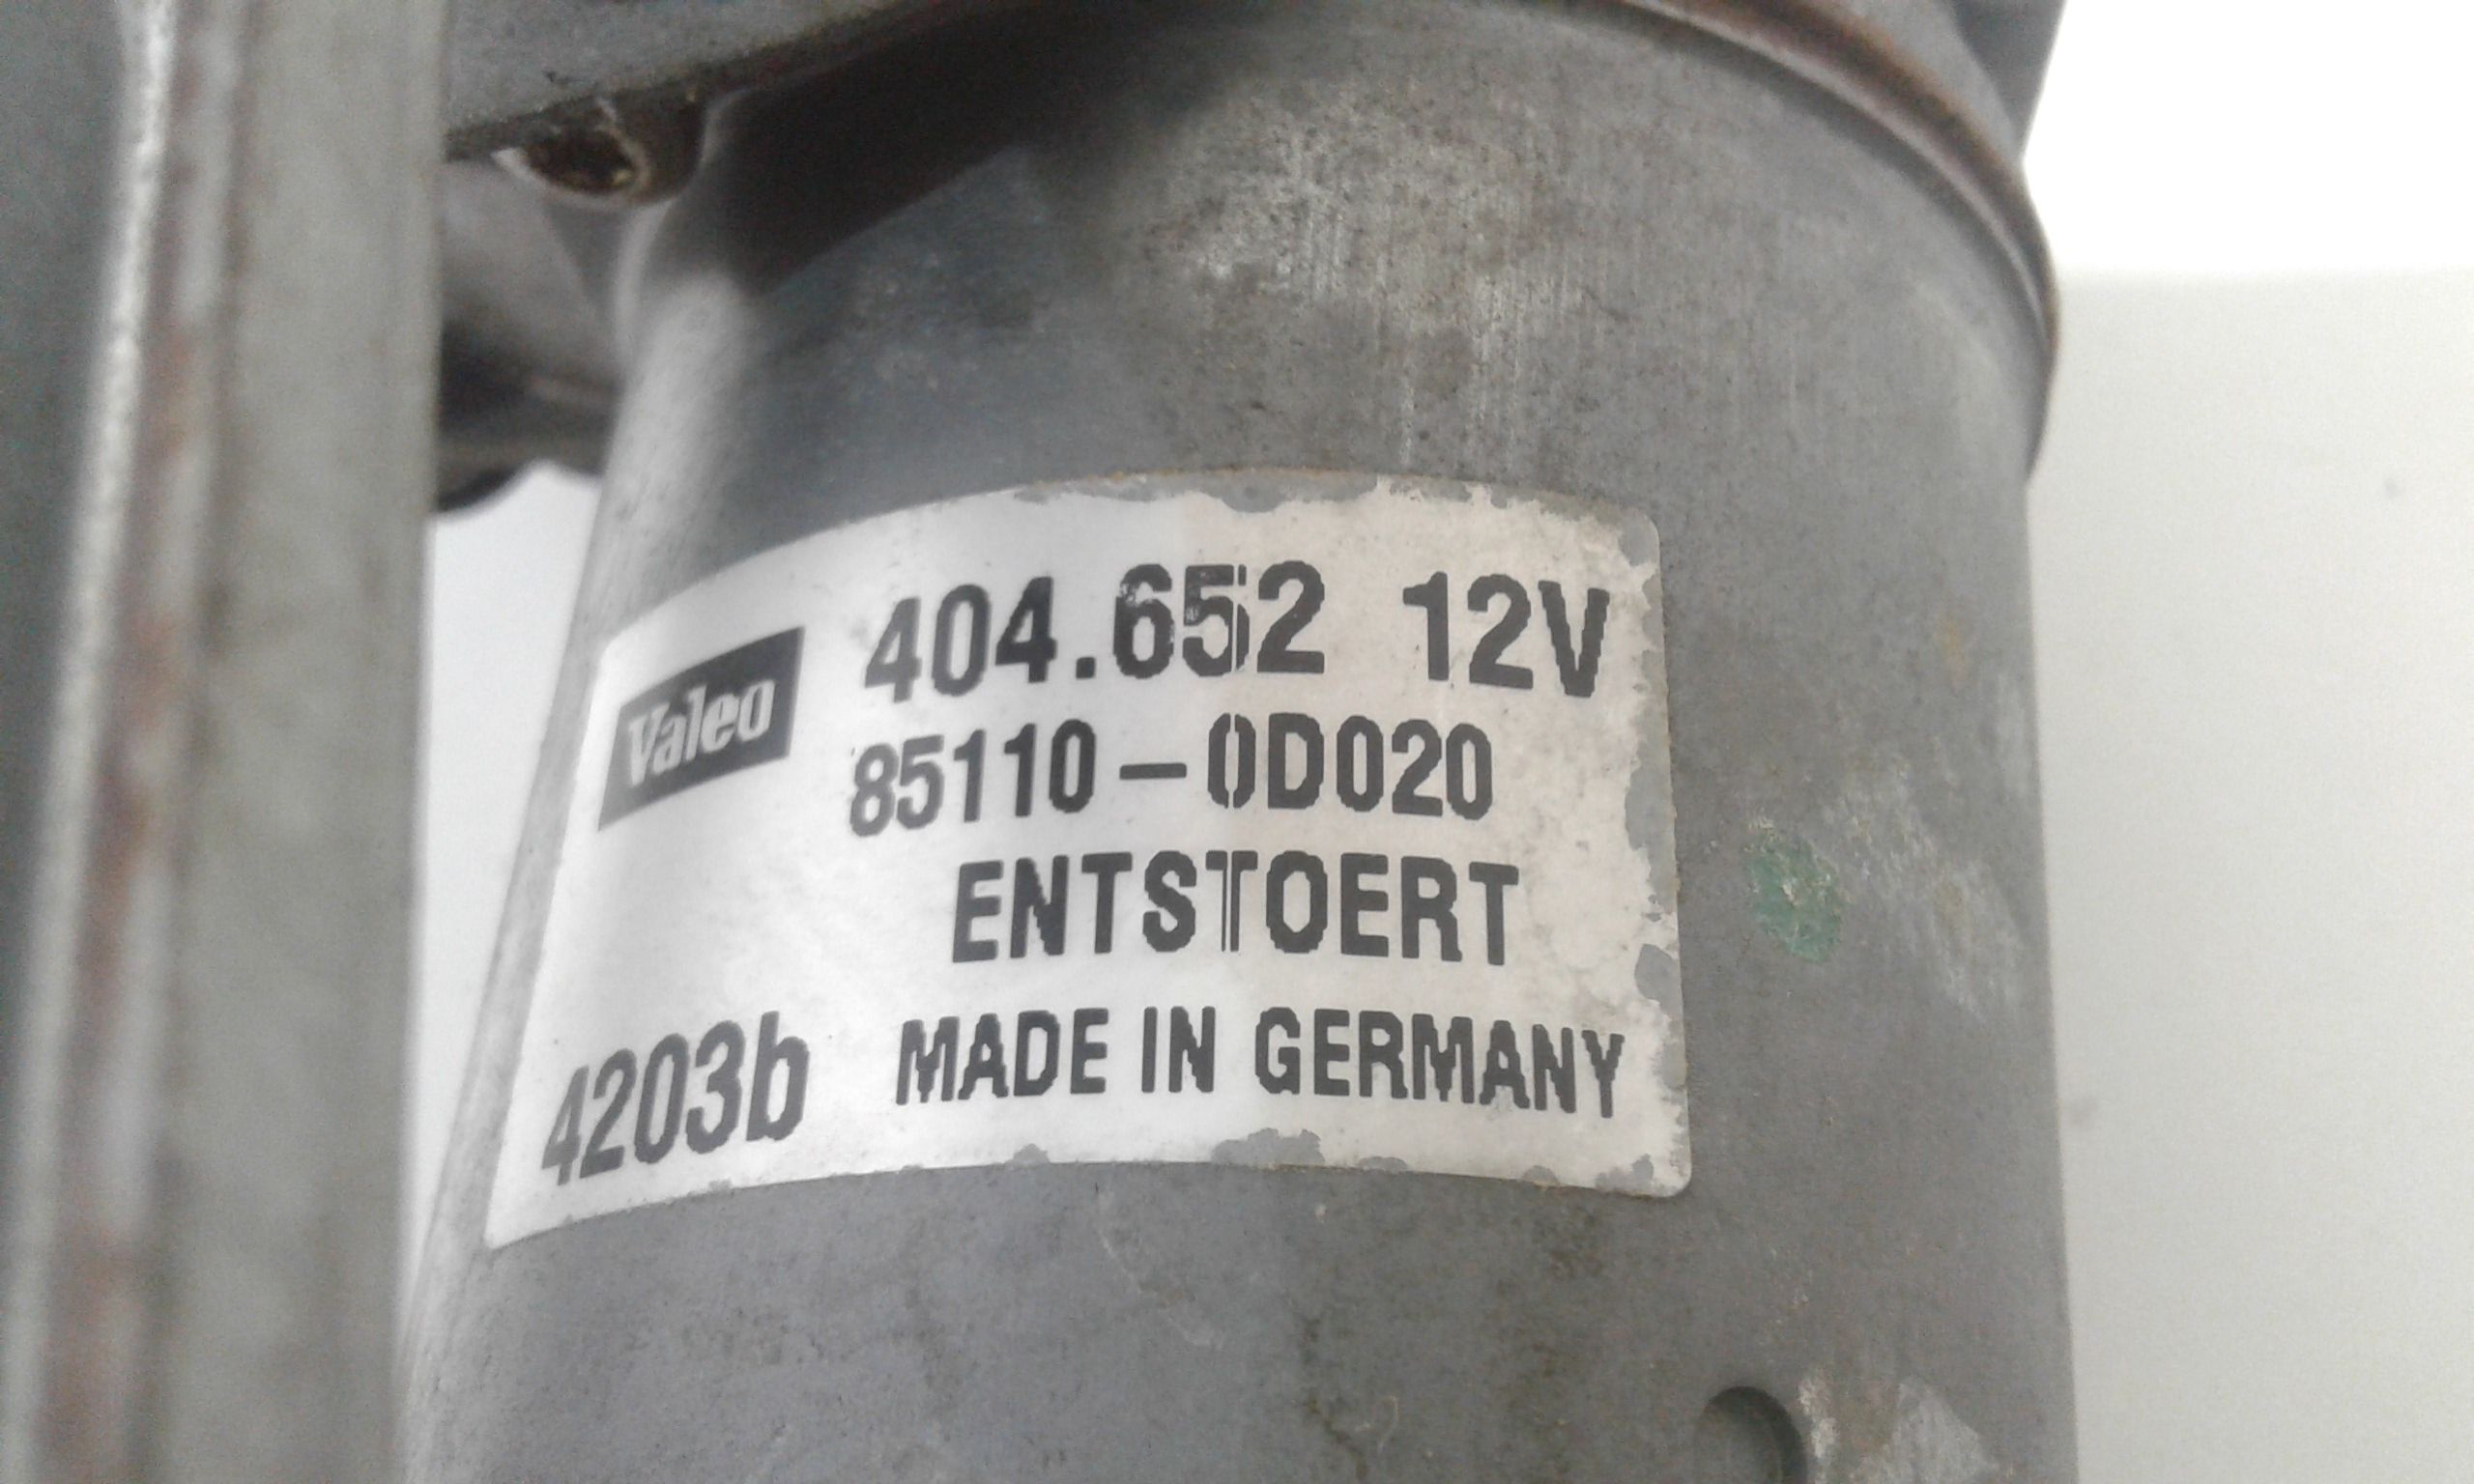 Valeo
404.652 12V
85110-0D020
ENTSTOERT
4203b MADE IN GERMANY